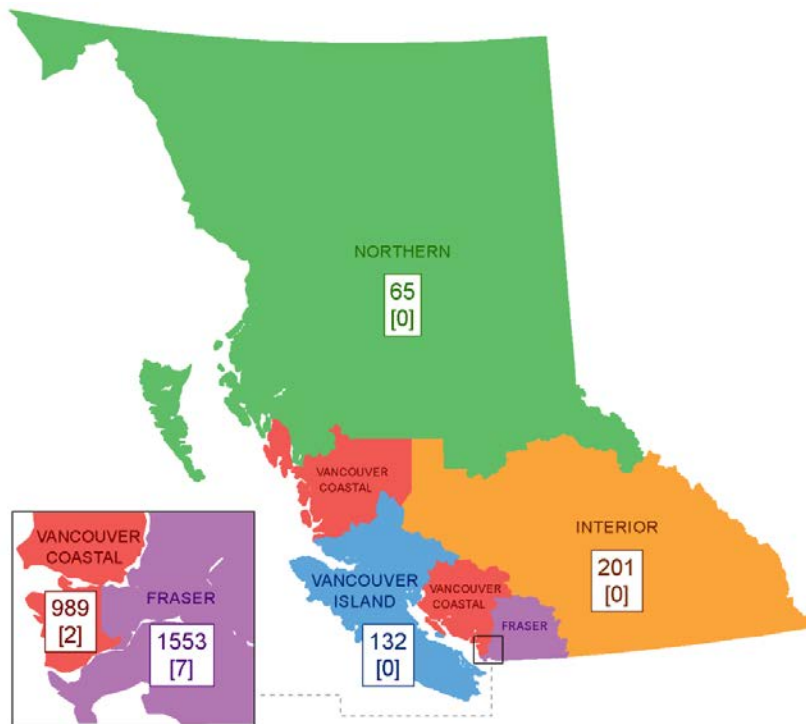 NORTHERN
65
[0]
VANCOUVER
COASTAL
INTERIOR
201
[0]
VANCOUVER
ISLAND
132
[0]
VANCOUVER
COASTAL
FRASER
VANCOUVER
COASTAL
989
[2]
FRASER
1553
[7]